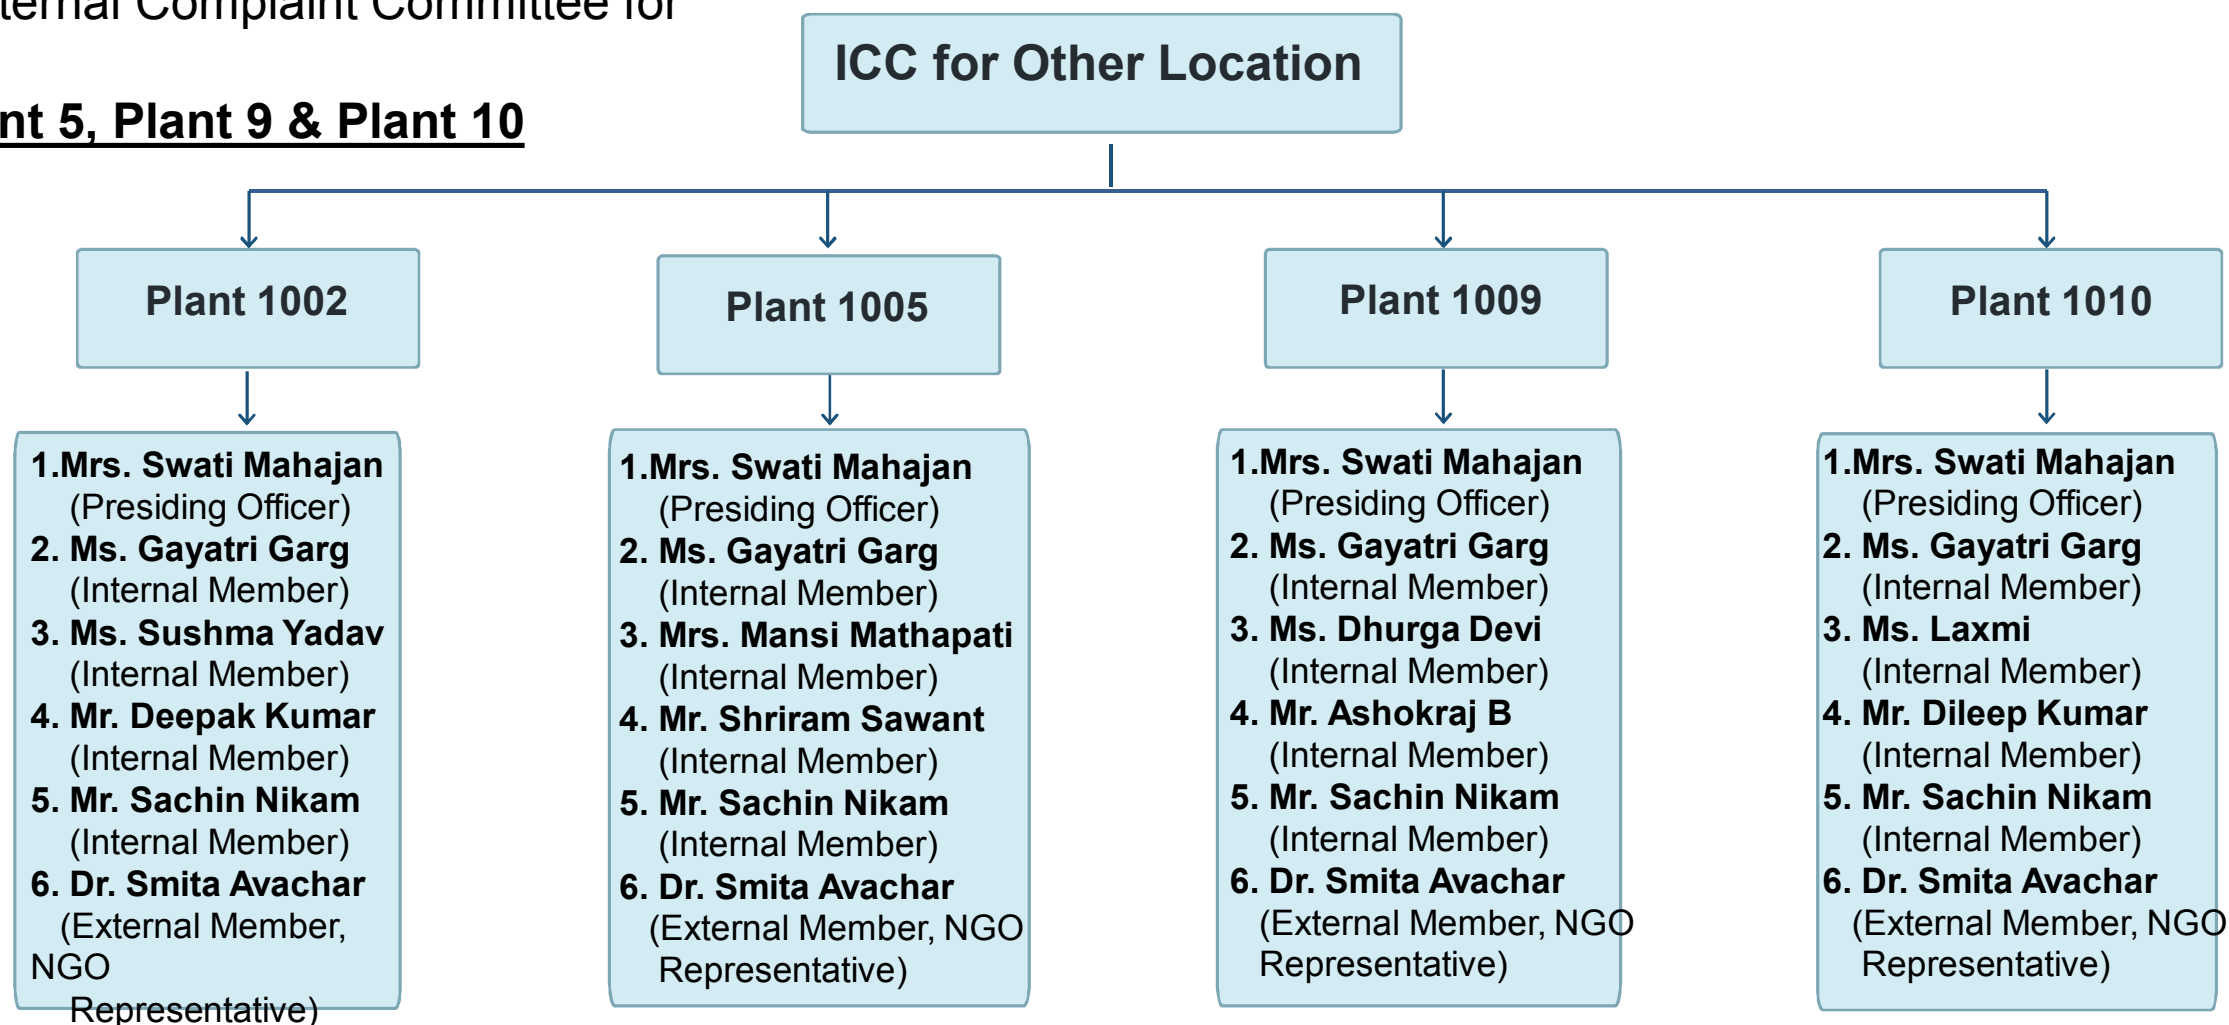 ternal Complaint Committee for
nt 5, Plant 9 & Plant 10
ICC for Other Location
Plant 1002
Plant 1005
Plant 1009
Plant 1010
1.Mrs. Swati Mahajan
(Presiding Officer)
2. Ms. Gayatri Garg
(Internal Member)
3. Ms. Sushma Yadav
(Internal Member)
4. Mr. Deepak Kumar
(Internal Member)
5. Mr. Sachin Nikam
(Internal Member)
6. Dr. Smita Avachar
(External Member,
NGO
Representative)
1.Mrs. Swati Mahajan
(Presiding Officer)
2. Ms. Gayatri Garg
(Internal Member)
3. Mrs. Mansi Mathapati
(Internal Member)
4. Mr. Shriram Sawant
(Internal Member)
5. Mr. Sachin Nikam
(Internal Member)
6. Dr. Smita Avachar
(External Member, NGO
Representative)
1.Mrs. Swati Mahajan
(Presiding Officer)
2. Ms. Gayatri Garg
(Internal Member)
3. Ms. Dhurga Devi
(Internal Member)
4. Mr. Ashokraj B
(Internal Member)
5. Mr. Sachin Nikam
(Internal Member)
6. Dr. Smita Avachar
(External Member, NGO
Representative)
1.Mrs. Swati Mahajan
(Presiding Officer)
2. Ms. Gayatri Garg
(Internal Member)
3. Ms. Laxmi
(Internal Member)
4. Mr. Dileep Kumar
(Internal Member)
5. Mr. Sachin Nikam
(Internal Member)
6. Dr. Smita Avachar
(External Member, NGO
Representative)